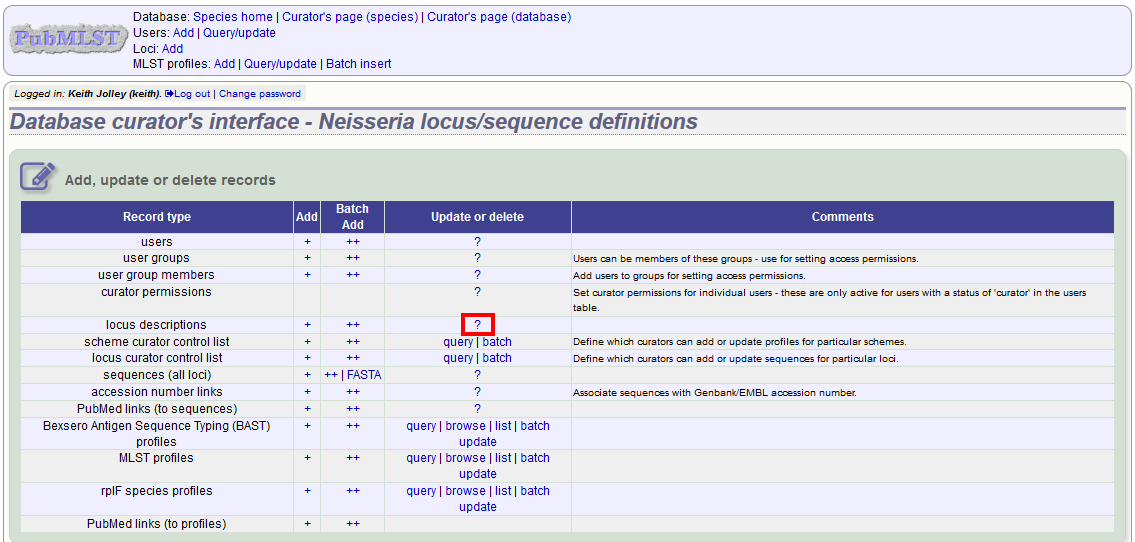 PubMLST
Database: Species home | Curator's page (species) | Curator's page (database)
Users: Add | Query/update
Loci: Add
MLST profiles: Add | Query/update | Batch insert
Logged in: Keith Jolley (keith). Log out | Change password
Database curator's interface - Neisseria locus/sequence definitions
Add, update or delete records
Record type Add Batch Add Update or delete Comments
users + ++ ?
user groups + ++ ? Users can be members of these groups - use for setting access permissions.
user group members + ++ ? Add users to groups for setting access permissions.
curator permissions ? Set curator permissions for individual users - these are only active for users with a status of 'curator' in the users
table.
locus descriptions + ++ ?
scheme curator control list + ++ query | batch Define which curators can add or update profiles for particular schemes.
locus curator control list + ++ query | batch Define which curators can add or update sequences for particular loci.
sequences (all loci) + ++ | FASTA ?
accession number links + ++ ? Associate sequences with Genbank/EMBL accession number.
PubMed links (to sequences) + ++ ?
Bexsero Antigen Sequence Typing (BAST) + ++ query | browse | list | batch
profiles update
MLST profiles + ++ query | browse | list | batch
update
rplF species profiles + ++ query | browse | list | batch
update
PubMed links (to profiles) + ++